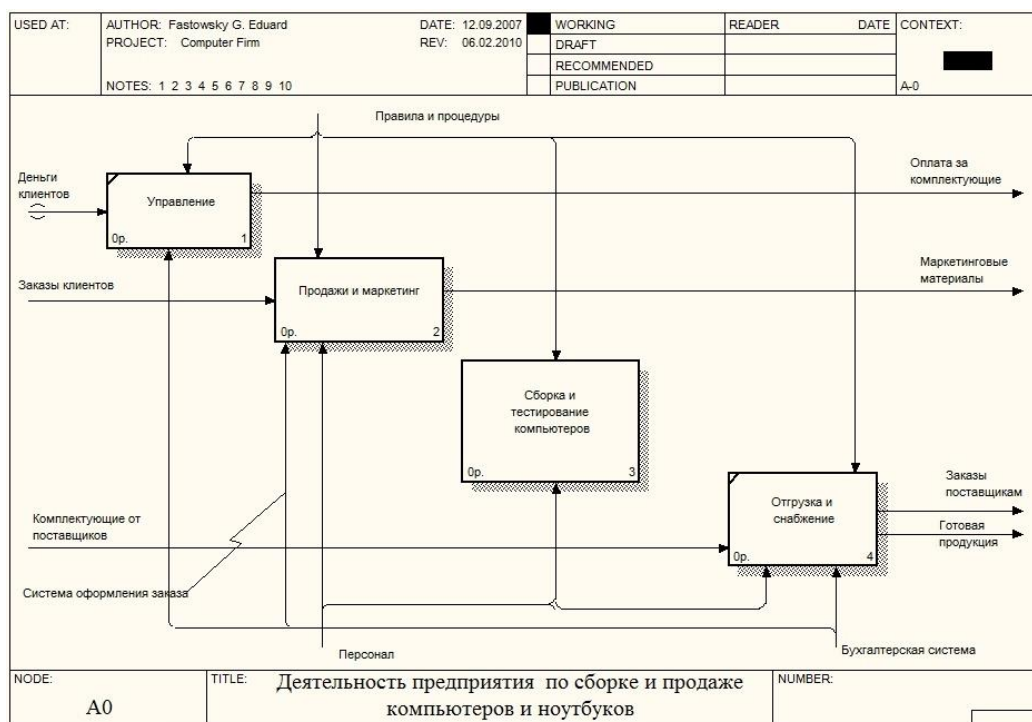 USED AT:
AUTHOR: Fastowsky G. Eduard
DATE: 12.09.2007
PROJECT: Computer Firm
REV: 06.02.2010
NOTES: 1 2 3 4 5 6 7 8 9 10
WORKING
DRAFT
RECOMMENDED
PUBLICATION
READER
DATE
CONTEXT:
A-0
Правила и процедуры
Деньги
клиентов
Управление
0р.
1
Оплата за
комплектующие
Заказы клиентов
Продажи и маркетинг
0р.
2
Маркетинговые
материалы
Сборка и
тестирование
компьютеров
0р.
3
Отгрузка и
снабжение
0р.
4
Заказы
поставщикам
Готовая
продукция
Комплектующие от
поставщиков
Система оформления заказа
Персонал
Бухгалтерская система
NODE:
A0
TITLE:
Деятельность предприятия по сборке и продаже
компьютеров и ноутбуков
NUMBER: